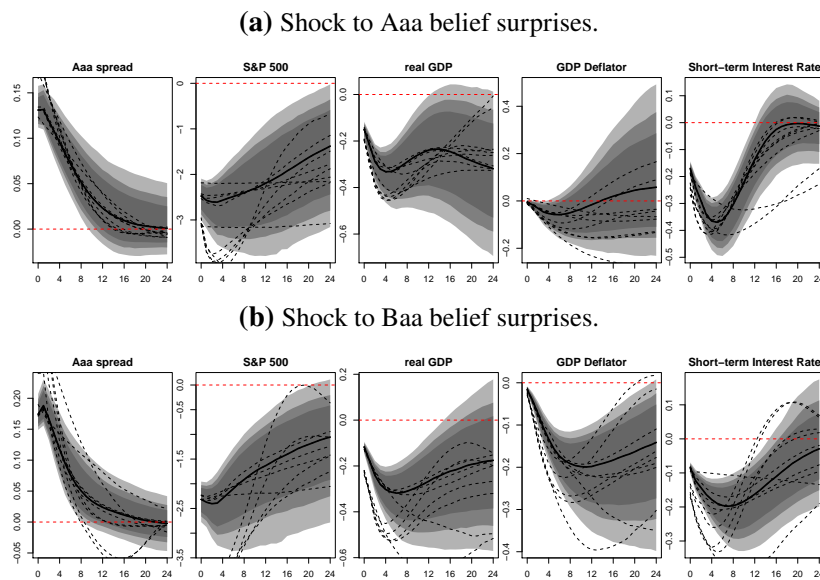 (a) Shock to Aaa belief surprises.
Aaa spread S&P 500 real GDP GDP Deflator Short−term Interest Rate
0.15 0.10 0.05 0.00
0 −1 −2 −3
0.0 −0.2 −0.4 −0.6
0.4 0.2 0.0 −0.2
0.1 0.0 −0.1 −0.2 −0.3 −0.4 −0.5
0 4 8 12 16 20 24 0 4 8 12 16 20 24 0 4 8 12 16 20 24 0 4 8 12 16 20 24 0 4 8 12 16 20 24
(b) Shock to Baa belief surprises.
Aaa spread S&P 500 real GDP GDP Deflator Short−term Interest Rate
0.20 0.15 0.10 0.05 0.00 −0.05
0.0 −0.5 −1.5 −2.5 −3.5
0.2 0.0 −0.2 −0.4 −0.6
0.0 −0.1 −0.2 −0.3 −0.4
0.1 0.0 −0.1 −0.2 −0.3
0 4 8 12 16 20 24 0 4 8 12 16 20 24 0 4 8 12 16 20 24 0 4 8 12 16 20 24 0 4 8 12 16 20 24